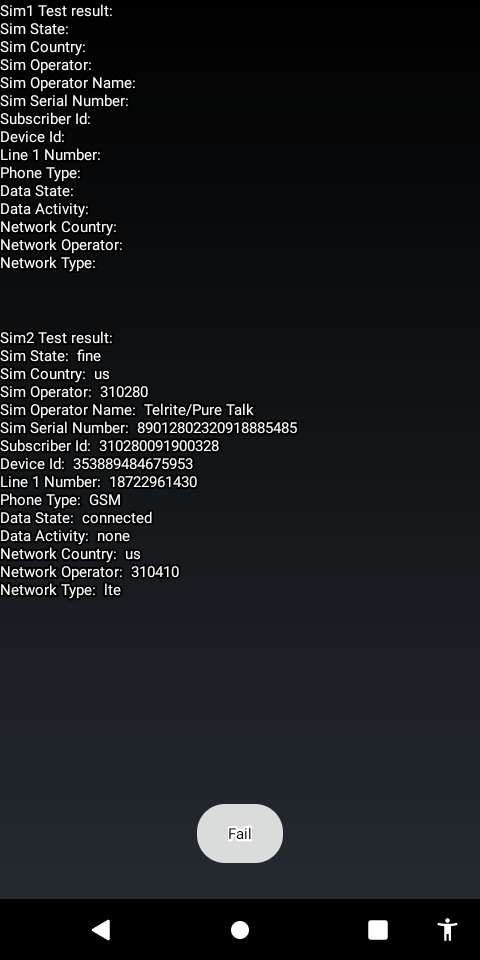 Sim1 Test result:
Sim State:
Sim Country:
Sim Operator:
Sim Operator Name:
Sim Serial Number:
Subscriber Id:
Device Id:
Line 1 Number:
Phone Type:
Data State:
Data Activity:
Network Country:
Network Operator:
Network Type:
Sim2 Test result:
Sim State: fine
Sim Country: us
Sim Operator: 310280
Sim Operator Name: Telrite/Pure Talk
Sim Serial Number: 89012802320918885485
Subscriber Id: 310280091900328
Device Id: 353889484675953
Line 1 Number: 18722961430
Phone Type: GSM
Data State: connected
Data Activity: none
Network Country: us
Network Operator: 310410
Network Type: lte
Fail